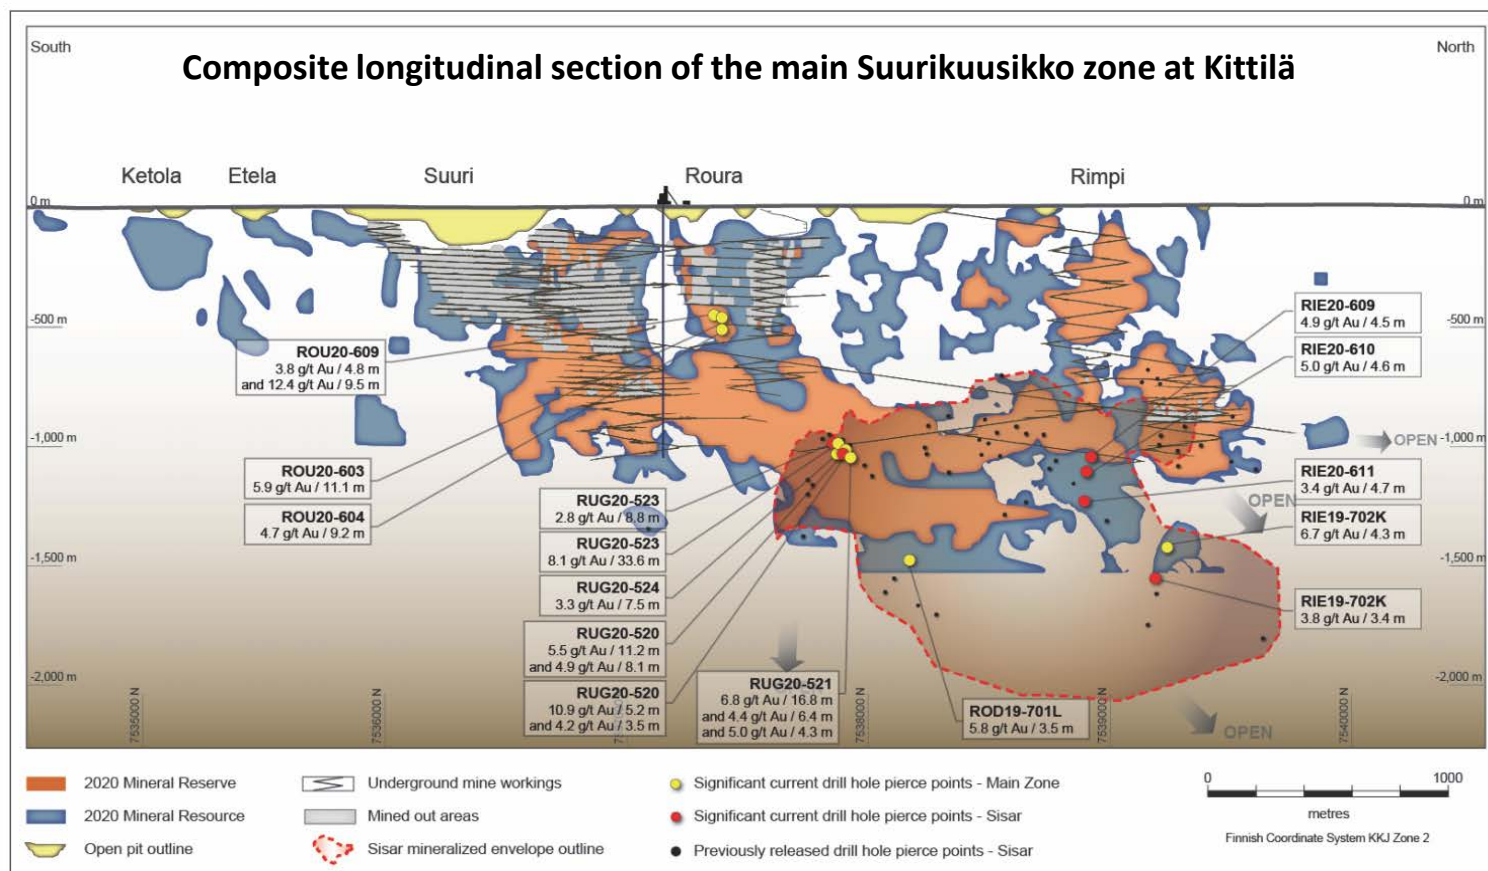 South
North
Composite longitudinal section of the main Suurikuusikko zone at Kittilä
Ketola
Etela
Suuri
Roura
Rimpi
0 m
0 m
-500 m
-500 m
-1,000 m
-1,000 m
-1,500 m
-1,500 m
-2,000 m
-2,000 m
ROU20-609
3.8 g/t Au / 4.8 m
and 12.4 g/t Au / 9.5 m
ROU20-603
5.9 g/t Au / 11.1 m
ROU20-604
4.7 g/t Au / 9.2 m
RUG20-523
2.8 g/t Au / 8.8 m
RUG20-523
8.1 g/t Au / 33.6 m
RUG20-524
3.3 g/t Au / 7.5 m
RUG20-520
5.5 g/t Au / 11.2 m
and 4.9 g/t Au / 8.1 m
RUG20-520
10.9 g/t Au / 5.2 m
and 4.2 g/t Au / 3.5 m
RUG20-521
6.8 g/t Au / 16.8 m
and 4.4 g/t Au / 6.4 m
and 5.0 g/t Au / 4.3 m
ROD19-701L
5.8 g/t Au / 3.5 m
RIE20-609
4.9 g/t Au / 4.5 m
RIE20-610
5.0 g/t Au / 4.6 m
OPEN
RIE20-611
3.4 g/t Au / 4.7 m
OPEN
RIE19-702K
6.7 g/t Au / 4.3 m
RIE19-702K
3.8 g/t Au / 3.4 m
OPEN
7535000 N
7536000 N
7538000 N
7539000 N
7540000 N
2020 Mineral Reserve
2020 Mineral Resource
Open pit outline
Underground mine workings
Mined out areas
Sisar mineralized envelope outline
Significant current drill hole pierce points - Main Zone
Significant current drill hole pierce points - Sisar
Previously released drill hole pierce points - Sisar
0
1000
metres
Finnish Coordinate System KKJ Zone 2